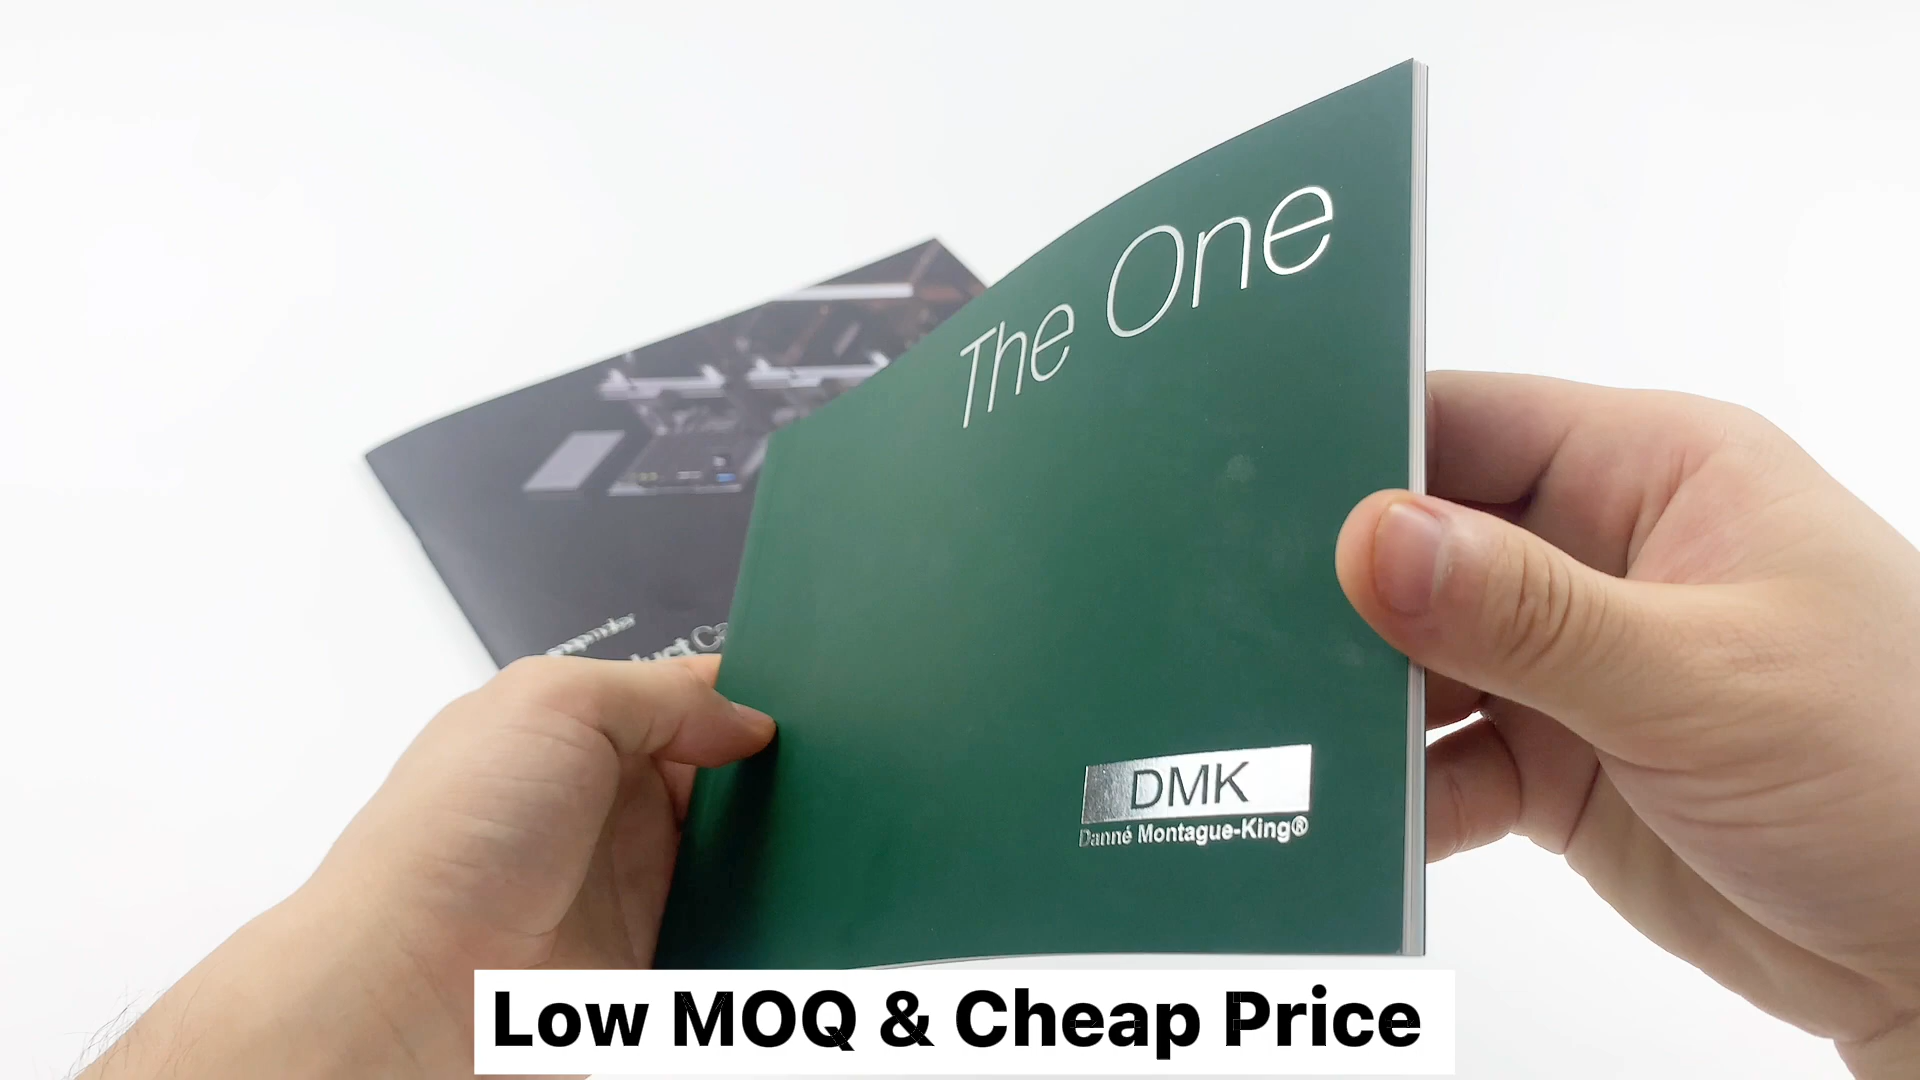 The One
DMK
Danné Montague-King®
Low MOQ & Cheap Price